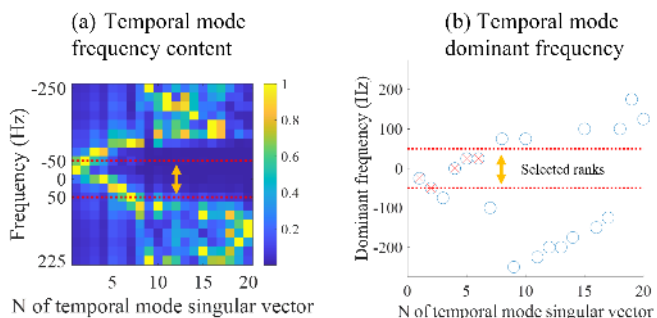 (a) Temporal mode
frequency content
Frequency (Hz)
-250
-50
0
50
225
5
10
15
20
N of temporal mode singular vector
1
0.8
0.6
0.4
0.2
(b) Temporal mode
dominant frequency
Dominant frequency (Hz)
200
100
0
-100
-200
Selected ranks
0
5
10
15
20
N of temporal mode singular vector